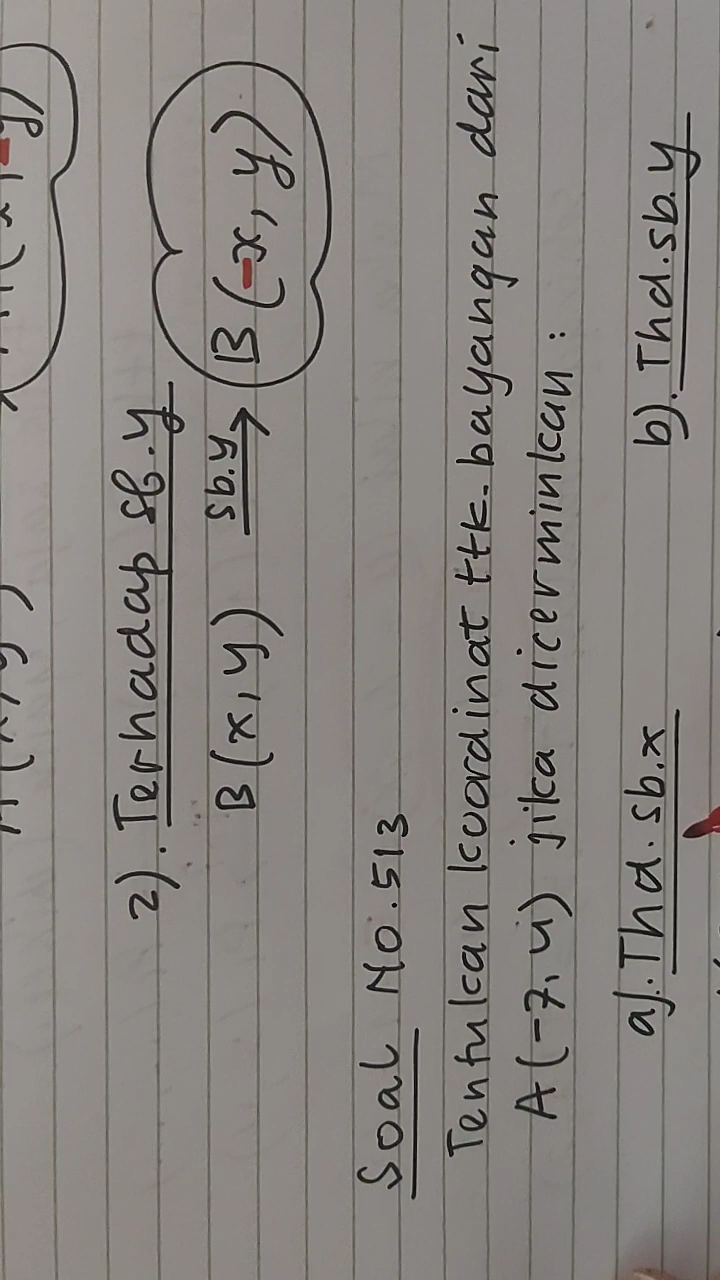 2). Terhadap sb.y
B(x, y) sb.y → B(-x, y)
Soal No. 513
Tentukan koordinat ttk. bayangan dari
A(-7, 4) jika dicerminkan :
a). Thd. sb. x b). Thd. sb. y